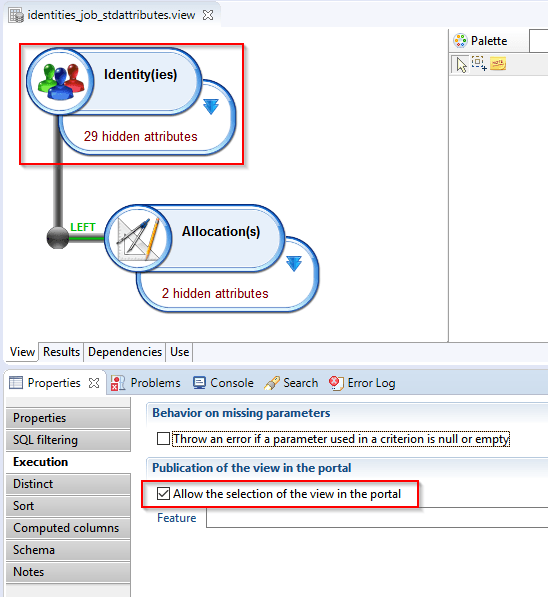 identities_job_stdattributes.view
Palette
Identity(ies)
29 hidden attributes
LEFT
Allocation(s)
2 hidden attributes
View Results Dependencies Use
Properties Problems Console Search Error Log
Properties
SQL filtering
Execution
Distinct
Sort
Computed columns
Schema
Notes
Behavior on missing parameters
Throw an error if a parameter used in a criterion is null or empty
Publication of the view in the portal
Allow the selection of the view in the portal
Feature